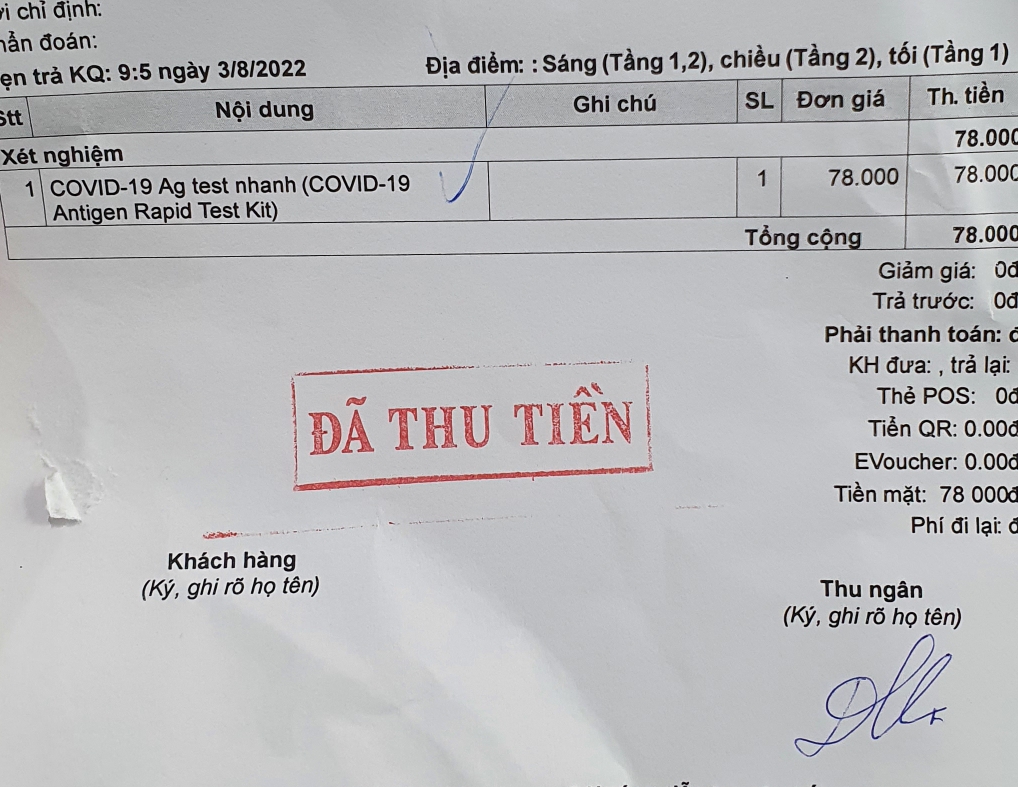 chỉ định:
đoán:
ẹn trả KQ: 9:5 ngày 3/8/2022 Địa điểm: : Sáng (Tầng 1,2), chiều (Tầng 2), tối (Tầng 1)
Stt Nội dung Ghi chú SL Đơn giá Th. tiền
Xét nghiệm 78.000
1 COVID-19 Ag test nhanh (COVID-19 1 78.000 78.000
Antigen Rapid Test Kit)
Tổng cộng 78.000
Giảm giá: 0đ
Trả trước: 0đ
Phải thanh toán: đ
KH đưa: , trả lại:
Thẻ POS: 0đ
Tiền QR: 0.00đ
EVoucher: 0.00đ
Tiền mặt: 78 000đ
Phí đi lại: đ
ĐÃ THU TIỀN
Khách hàng
(Ký, ghi rõ họ tên)
Thu ngân
(Ký, ghi rõ họ tên)